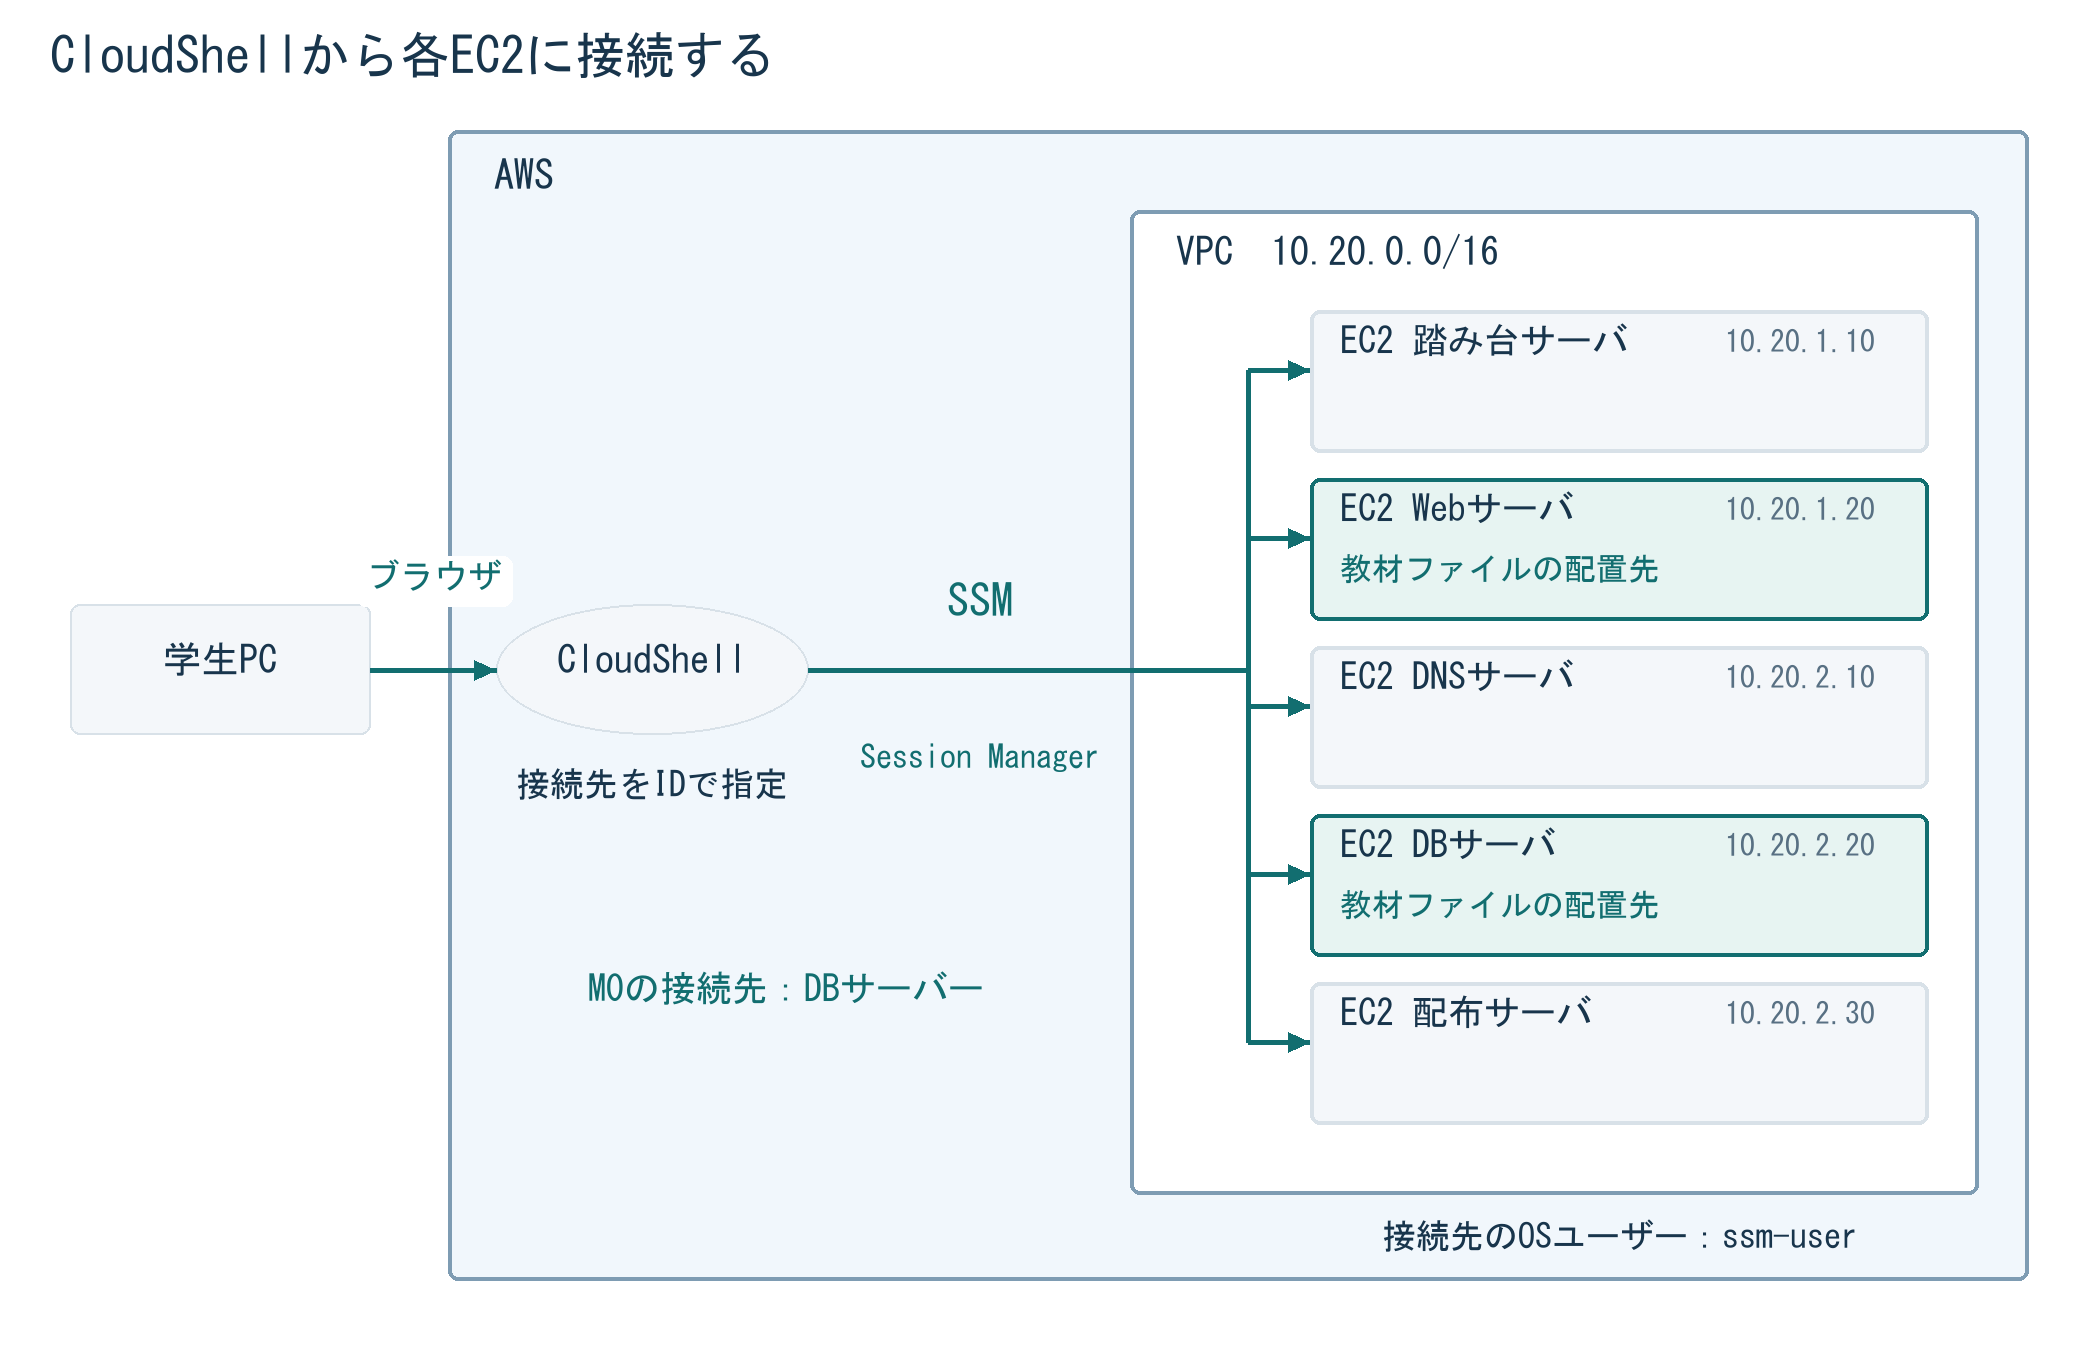 CloudShellから各EC2に接続する
AWS
VPC 10.20.0.0/16
EC2 踏み台サーバ 10.20.1.10
EC2 Webサーバ 10.20.1.20
教材ファイルの配置先
ブラウザ
SSM
学生PC
CloudShell
EC2 DNSサーバ 10.20.2.10
Session Manager
接続先をIDで指定
EC2 DBサーバ 10.20.2.20
教材ファイルの配置先
M0の接続先：DBサーバー
EC2 配布サーバ 10.20.2.30
接続先のOSユーザー：ssm-user